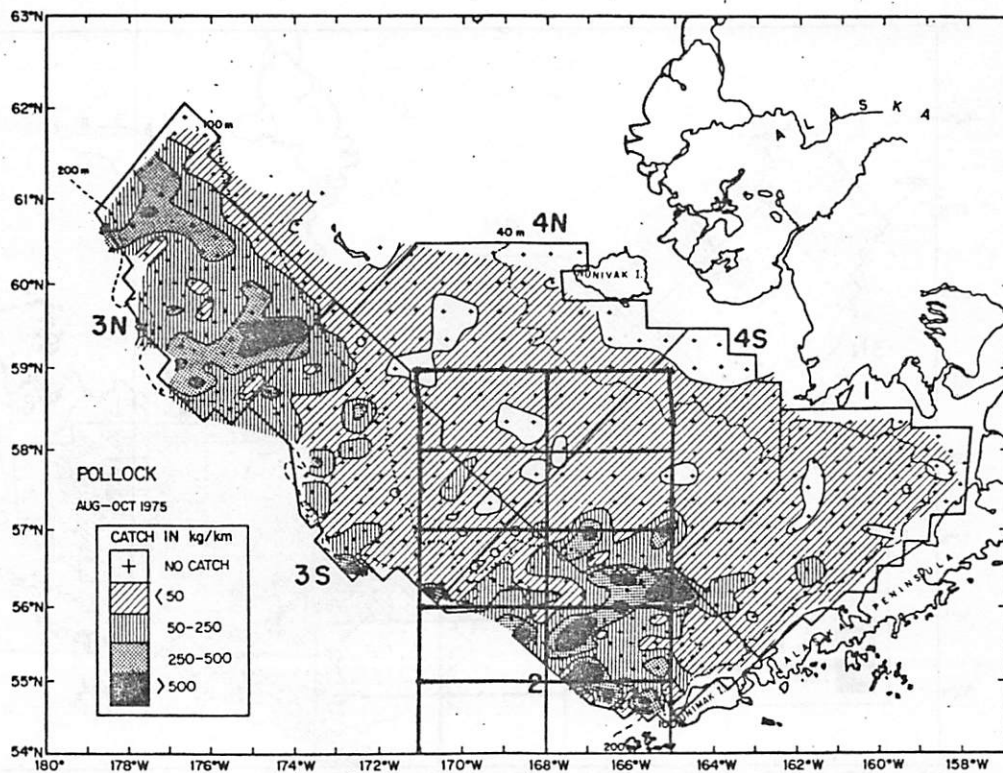 63°N
62°N
61°N
60°N
59°N
58°N
57°N
56°N
55°N
54°N
180°
178°W
176°W
174°W
172°W
170°W
168°W
166°W
164°W
162°W
160°W
158°W
ALASKA
100 m
200 m
4N
40 m
NUNIVAK I.
3N
4S
1
POLLOCK
AUG-OCT 1975
CATCH IN kg/km
+ NO CATCH
<50
50-250
250-500
>500
3S
2
PENINSULA
UNIMAK I.
100 m
200 m